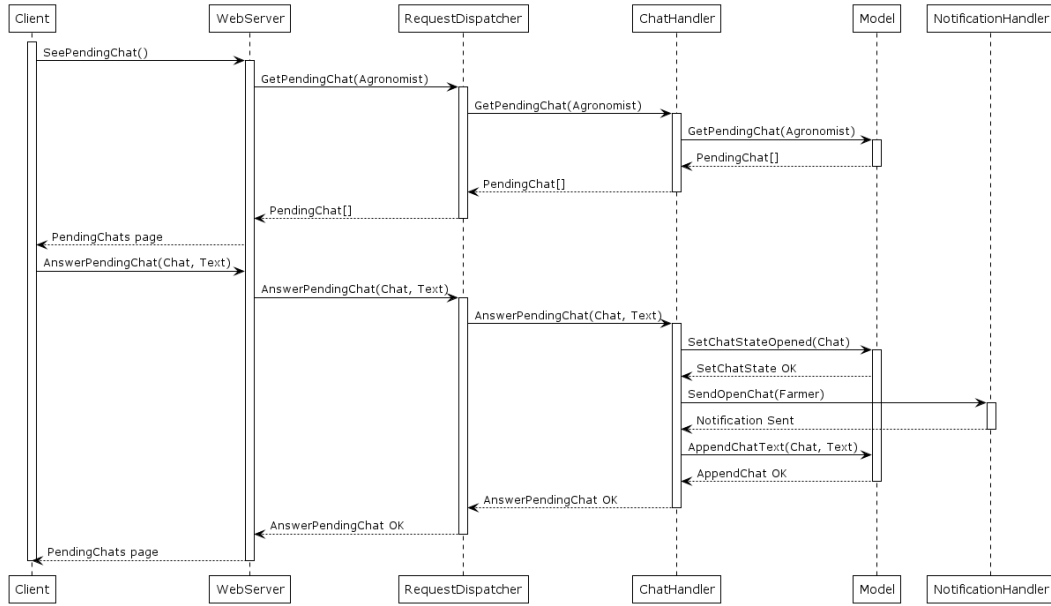 Client
WebServer
RequestDispatcher
ChatHandler
Model
NotificationHandler
SeePendingChat()
GetPendingChat(Agronomist)
GetPendingChat(Agronomist)
GetPendingChat(Agronomist)
PendingChat[]
PendingChat[]
PendingChat[]
PendingChats page
AnswerPendingChat(Chat, Text)
AnswerPendingChat(Chat, Text)
AnswerPendingChat(Chat, Text)
SetChatStateOpened(Chat)
SetChatState OK
SendOpenChat(Farmer)
Notification Sent
AppendChatText(Chat, Text)
AppendChat OK
AnswerPendingChat OK
AnswerPendingChat OK
PendingChats page
Client
WebServer
RequestDispatcher
ChatHandler
Model
NotificationHandler